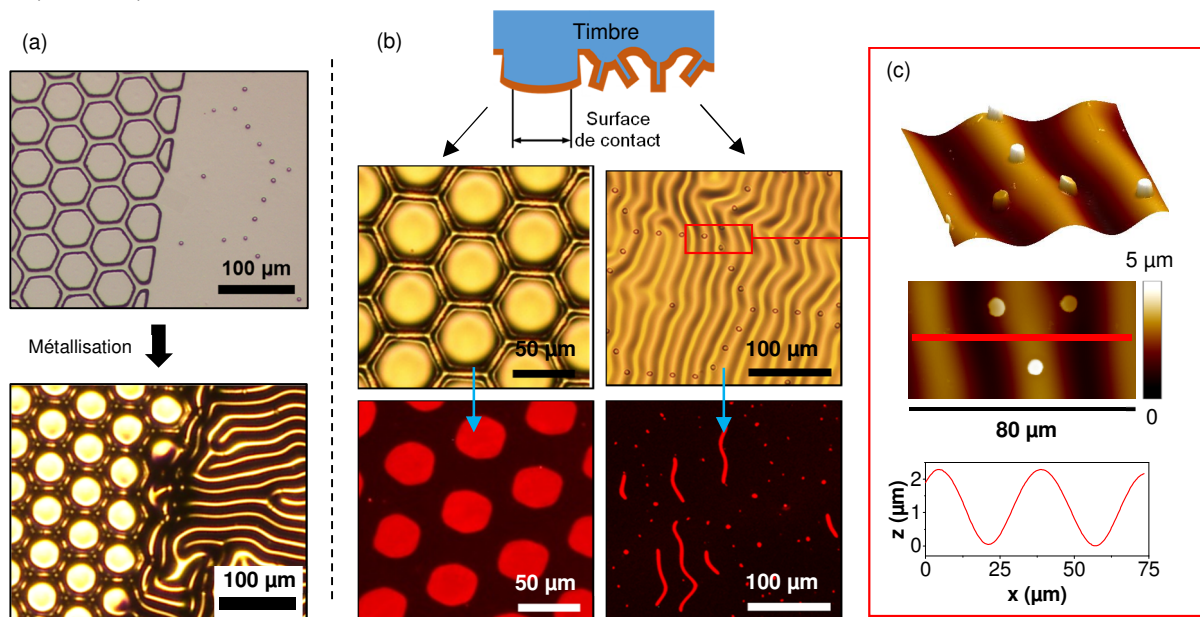 (a)
100 µm
Métallisation
100 µm
(b)
Timbre
Surface
de contact
50 µm
100 µm
50 µm
100 µm
(c)
5 µm
0
80 µm
2
1
0
z (µm)
0 25 50 75
x (µm)